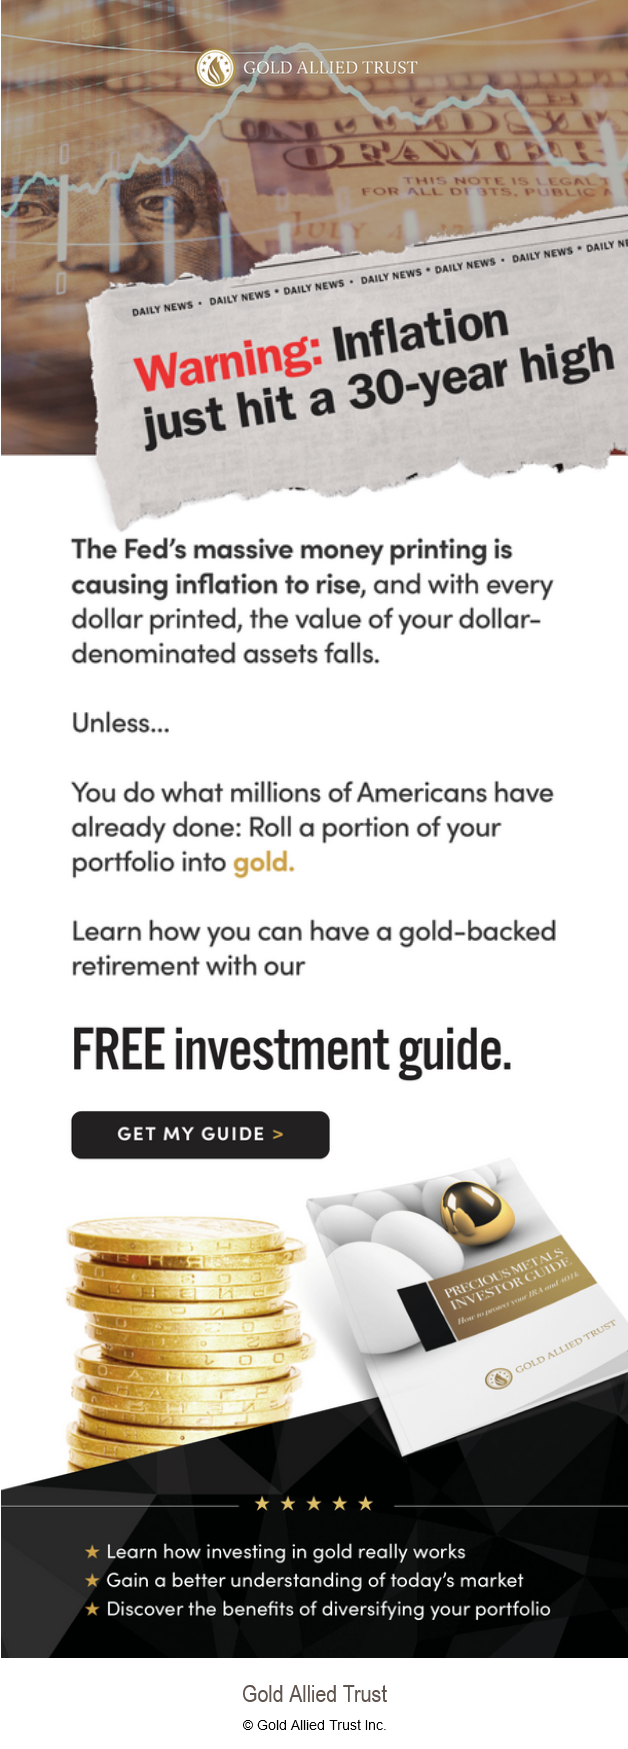 GOLD ALLIED TRUST
THIS NOTE IS LEGAL T
FOR ALL DEBTS, PUBLIC A
JULY 4
DAILY NEWS • DAILY NEWS • DAILY NEWS • DAILY NEWS • DAILY NEWS • DAILY NEWS • DAILY NE
Warning: Inflation
just hit a 30-year high
The Fed's massive money printing is
causing inflation to rise, and with every
dollar printed, the value of your dollar-
denominated assets falls.
Unless...
You do what millions of Americans have
already done: Roll a portion of your
portfolio into gold.
Learn how you can have a gold-backed
retirement with our
FREE investment guide.
GET MY GUIDE >
PRECIOUS METALS
INVESTOR GUIDE
How to protect your IRA and 401k
GOLD ALLIED TRUST
★ Learn how investing in gold really works
★ Gain a better understanding of today's market
★ Discover the benefits of diversifying your portfolio
Gold Allied Trust
© Gold Allied Trust Inc.